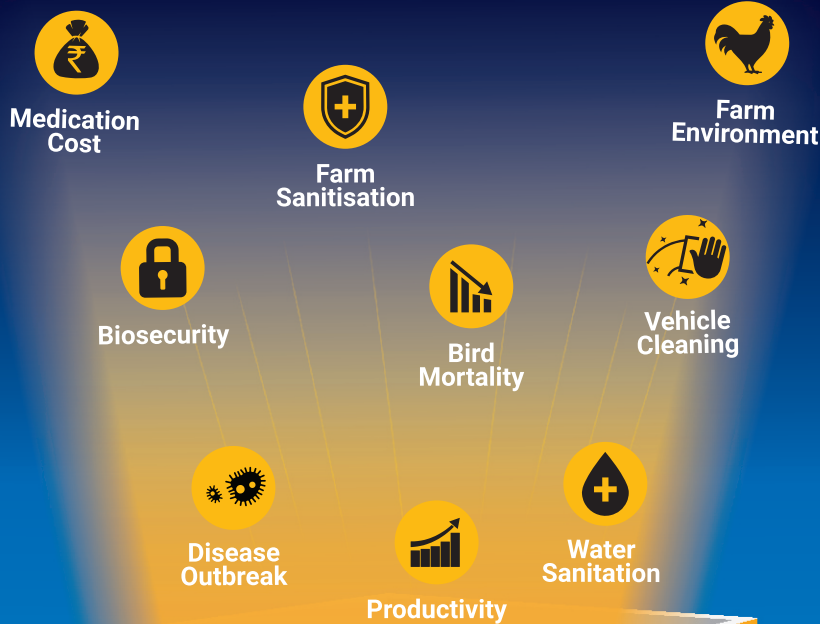 Medication
Cost
Farm
Sanitisation
Farm
Environment
Biosecurity
Bird
Mortality
Vehicle
Cleaning
Disease
Outbreak
Productivity
Water
Sanitation